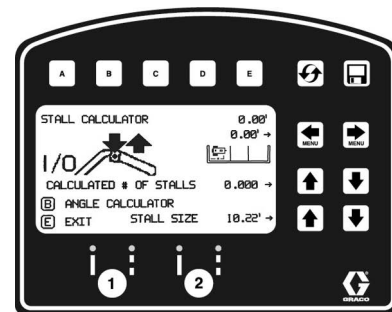 A B C D E
STALL CALCULATOR 0.00'
0.00' →
I/O
MENU MENU
CALCULATED # OF STALLS 0.000 →
B ANGLE CALCULATOR
E EXIT STALL SIZE 10.22' →
1 2
GRACO